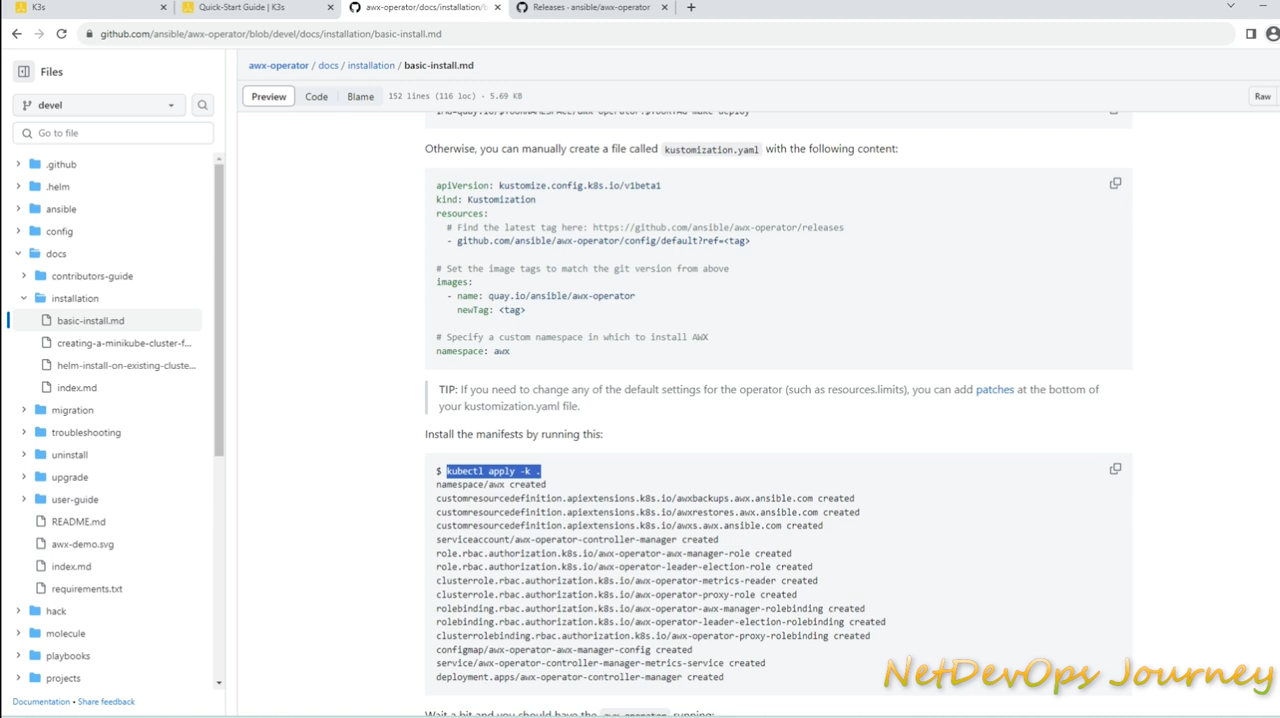 K3s
Quick-Start Guide | K3s
awx-operator/docs/installation/b
Releases · ansible/awx-operator
github.com/ansible/awx-operator/blob/devel/docs/installation/basic-install.md
Files
awx-operator / docs / installation / basic-install.md
devel
Preview
Code
Blame
152 lines (116 loc) · 5.69 KB
Raw
Go to file
.github
.helm
ansible
config
docs
contributors-guide
installation
basic-install.md
creating-a-minikube-cluster-f...
helm-install-on-existing-cluste...
index.md
migration
troubleshooting
uninstall
upgrade
user-guide
README.md
awx-demo.svg
index.md
requirements.txt
hack
molecule
playbooks
projects
Documentation • Share feedback
Otherwise, you can manually create a file called kustomization.yaml with the following content:
apiVersion: kustomize.config.k8s.io/v1beta1
kind: Kustomization
resources:
# Find the latest tag here: https://github.com/ansible/awx-operator/releases
- github.com/ansible/awx-operator/config/default?ref=<tag>
# Set the image tags to match the git version from above
images:
- name: quay.io/ansible/awx-operator
newTag: <tag>
# Specify a custom namespace in which to install AWX
namespace: awx
TIP: If you need to change any of the default settings for the operator (such as resources.limits), you can add patches at the bottom of
your kustomization.yaml file.
Install the manifests by running this:
$ kubectl apply -k .
namespace/awx created
customresourcedefinition.apiextensions.k8s.io/awxbackups.awx.ansible.com created
customresourcedefinition.apiextensions.k8s.io/awxrestores.awx.ansible.com created
customresourcedefinition.apiextensions.k8s.io/awxs.awx.ansible.com created
serviceaccount/awx-operator-controller-manager created
role.rbac.authorization.k8s.io/awx-operator-awx-manager-role created
role.rbac.authorization.k8s.io/awx-operator-leader-election-role created
clusterrole.rbac.authorization.k8s.io/awx-operator-metrics-reader created
clusterrole.rbac.authorization.k8s.io/awx-operator-proxy-role created
rolebinding.rbac.authorization.k8s.io/awx-operator-awx-manager-rolebinding created
rolebinding.rbac.authorization.k8s.io/awx-operator-leader-election-rolebinding created
clusterrolebinding.rbac.authorization.k8s.io/awx-operator-proxy-rolebinding created
configmap/awx-operator-awx-manager-config created
service/awx-operator-controller-manager-metrics-service created
deployment.apps/awx-operator-controller-manager created
Wait a bit and you should have the awx-operator running:
NetDevOps Journey